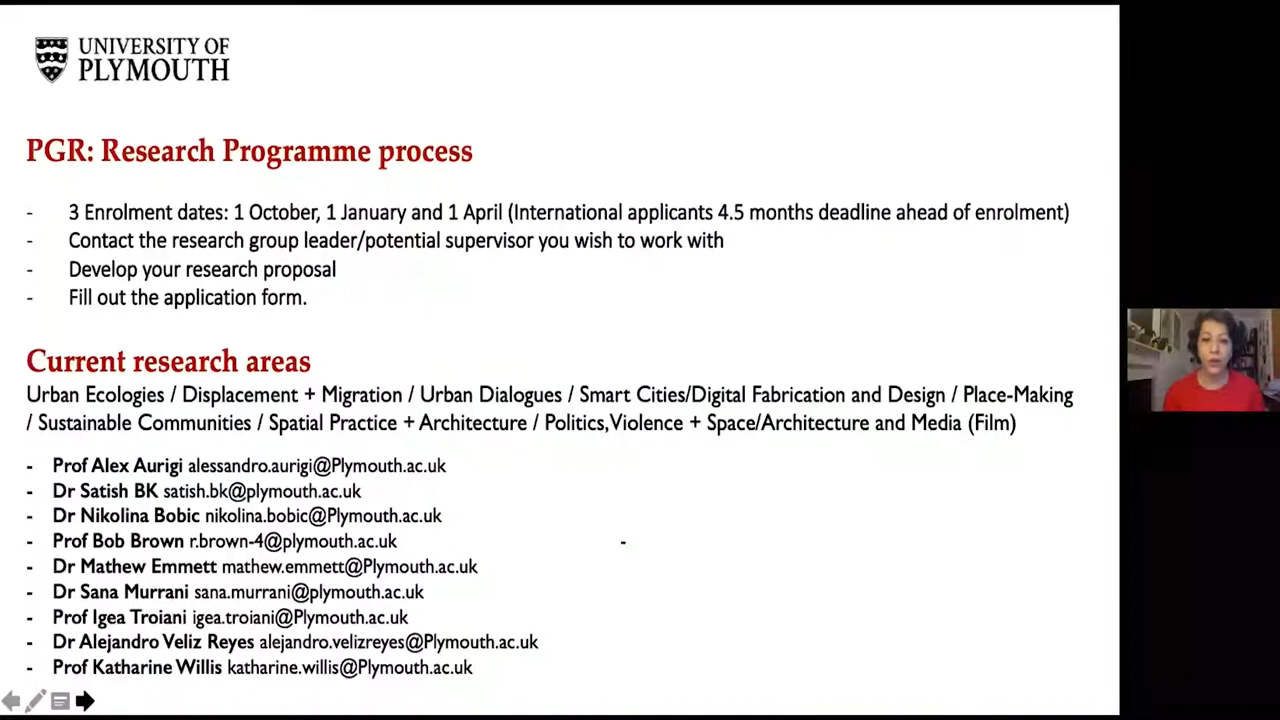 UNIVERSITY OF
PLYMOUTH
PGR: Research Programme process
- 3 Enrolment dates: 1 October, 1 January and 1 April (International applicants 4.5 months deadline ahead of enrolment)
- Contact the research group leader/potential supervisor you wish to work with
- Develop your research proposal
- Fill out the application form.
Current research areas
Urban Ecologies / Displacement + Migration / Urban Dialogues / Smart Cities/Digital Fabrication and Design / Place-Making
/ Sustainable Communities / Spatial Practice + Architecture / Politics,Violence + Space/Architecture and Media (Film)
- Prof Alex Aurigi alessandro.aurigi@Plymouth.ac.uk
- Dr Satish BK satish.bk@plymouth.ac.uk
- Dr Nikolina Bobic nikolina.bobic@Plymouth.ac.uk
- Prof Bob Brown r.brown-4@plymouth.ac.uk
-
- Dr Mathew Emmett mathew.emmett@Plymouth.ac.uk
- Dr Sana Murrani sana.murrani@plymouth.ac.uk
- Prof Igea Troiani igea.troiani@Plymouth.ac.uk
- Dr Alejandro Veliz Reyes alejandro.velizreyes@Plymouth.ac.uk
- Prof Katharine Willis katharine.willis@Plymouth.ac.uk